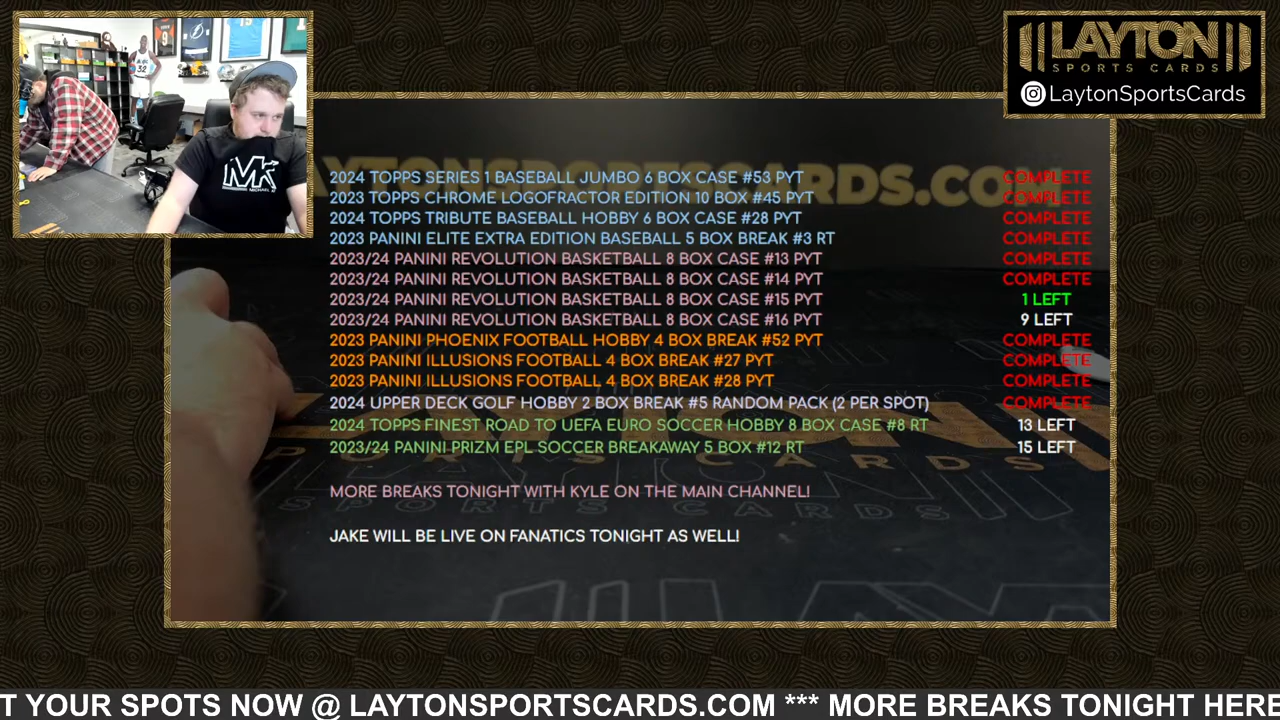 LAYTON
SPORTS CARDS
LaytonSportsCards
LAYTONSPORTSCARDS.CO
2024 TOPPS SERIES 1 BASEBALL JUMBO 6 BOX CASE #53 PYT COMPLETE
2023 TOPPS CHROME LOGOFRACTOR EDITION 10 BOX #45 PYT COMPLETE
2024 TOPPS TRIBUTE BASEBALL HOBBY 6 BOX CASE #28 PYT COMPLETE
2023 PANINI ELITE EXTRA EDITION BASEBALL 5 BOX BREAK #3 RT COMPLETE
2023/24 PANINI REVOLUTION BASKETBALL 8 BOX CASE #13 PYT COMPLETE
2023/24 PANINI REVOLUTION BASKETBALL 8 BOX CASE #14 PYT COMPLETE
2023/24 PANINI REVOLUTION BASKETBALL 8 BOX CASE #15 PYT 1 LEFT
2023/24 PANINI REVOLUTION BASKETBALL 8 BOX CASE #16 PYT 9 LEFT
2023 PANINI PHOENIX FOOTBALL HOBBY 4 BOX BREAK #52 PYT COMPLETE
2023 PANINI ILLUSIONS FOOTBALL 4 BOX BREAK #27 PYT COMPLETE
2023 PANINI ILLUSIONS FOOTBALL 4 BOX BREAK #28 PYT COMPLETE
2024 UPPER DECK GOLF HOBBY 2 BOX BREAK #5 RANDOM PACK (2 PER SPOT) COMPLETE
2024 TOPPS FINEST ROAD TO UEFA EURO SOCCER HOBBY 8 BOX CASE #8 RT 13 LEFT
2023/24 PANINI PRIZM EPL SOCCER BREAKAWAY 5 BOX #12 RT 15 LEFT
MORE BREAKS TONIGHT WITH KYLE ON THE MAIN CHANNEL!
JAKE WILL BE LIVE ON FANATICS TONIGHT AS WELL!
MK
32
T YOUR SPOTS NOW @ LAYTONSPORTSCARDS.COM *** MORE BREAKS TONIGHT HERE